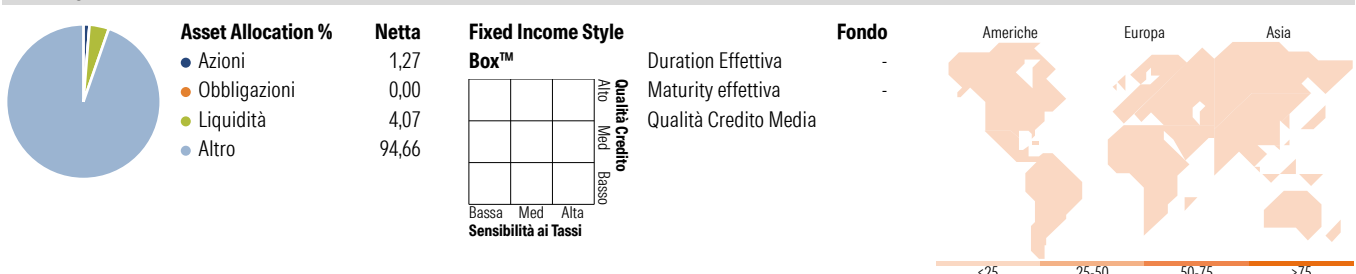 Asset Allocation % Netta
Azioni 1,27
Obbligazioni 0,00
Liquidità 4,07
Altro 94,66
Fixed Income Style
Box™
Alto Med Basso
Qualità Credito
Bassa Med Alta
Sensibilità ai Tassi
Fondo
Duration Effettiva -
Maturity effettiva -
Qualità Credito Media
Americhe Europa Asia
<25 25-50 50-75 >75